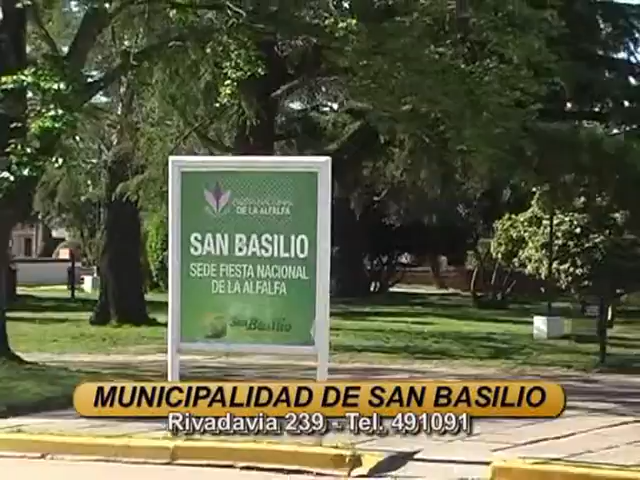 FIESTA NACIONAL
DE LA ALFALFA
SAN BASILIO
SEDE FIESTA NACIONAL
DE LA ALFALFA
San Basilio
MUNICIPALIDAD DE SAN BASILIO
Rivadavia 239 - Tel. 491091